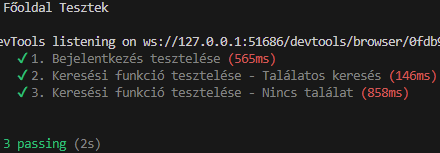 Főoldal Tesztek
evTools listening on ws://127.0.0.1:51686/devtools/browser/0fdb9
✓ 1. Bejelentkezés tesztelése (565ms)
✓ 2. Keresési funkció tesztelése - Találatos keresés (146ms)
✓ 3. Keresési funkció tesztelése - Nincs találat (858ms)
3 passing (2s)